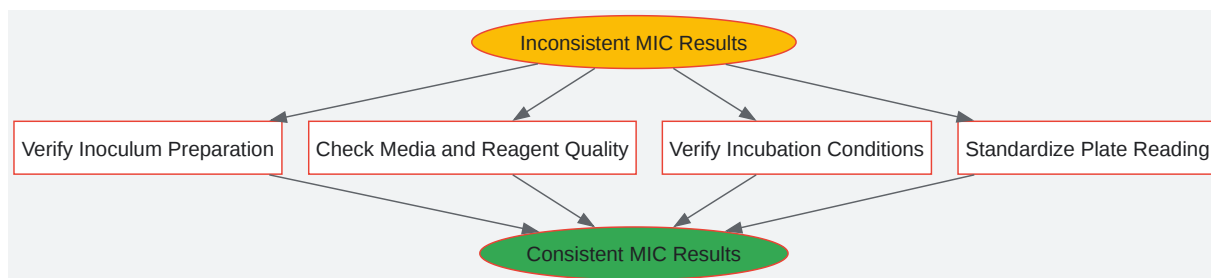 Inconsistent MIC Results
Verify Inoculum Preparation
Check Media and Reagent Quality
Verify Incubation Conditions
Standardize Plate Reading
Consistent MIC Results